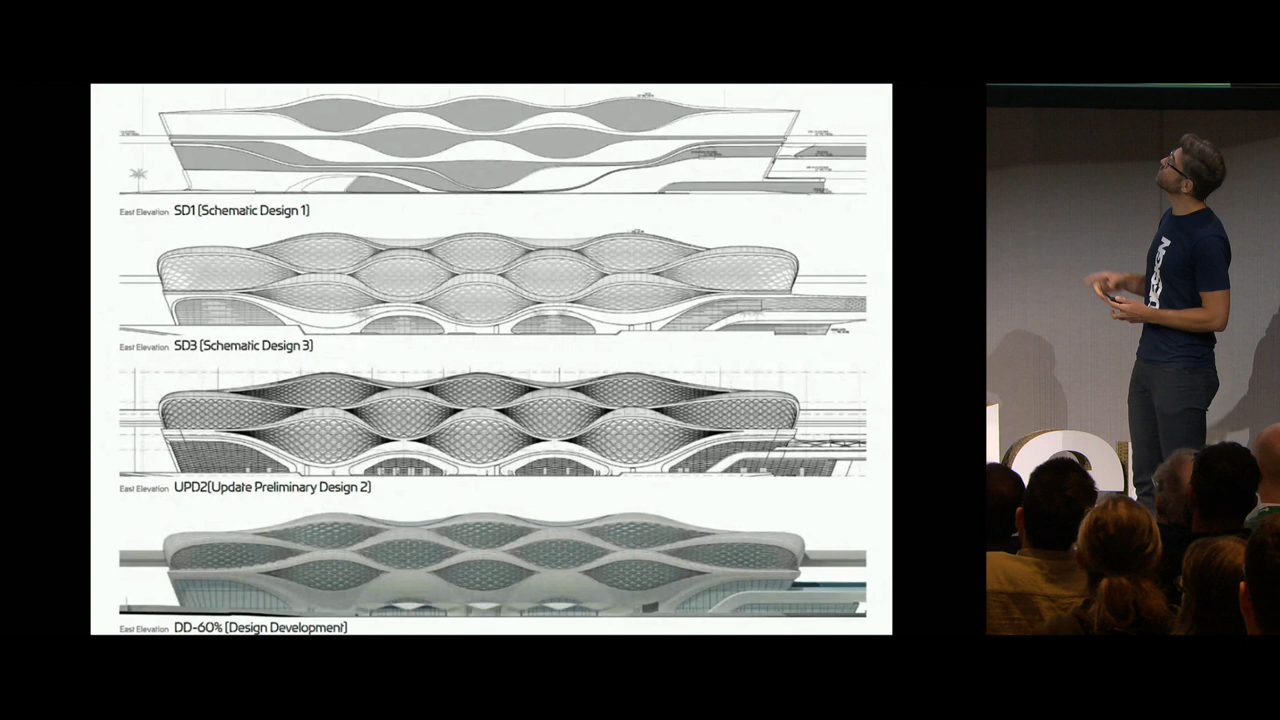 East Elevation SD1 (Schematic Design 1)
East Elevation SD3 (Schematic Design 3)
East Elevation UPD2(Update Preliminary Design 2)
East Elevation DD-60% (Design Development)